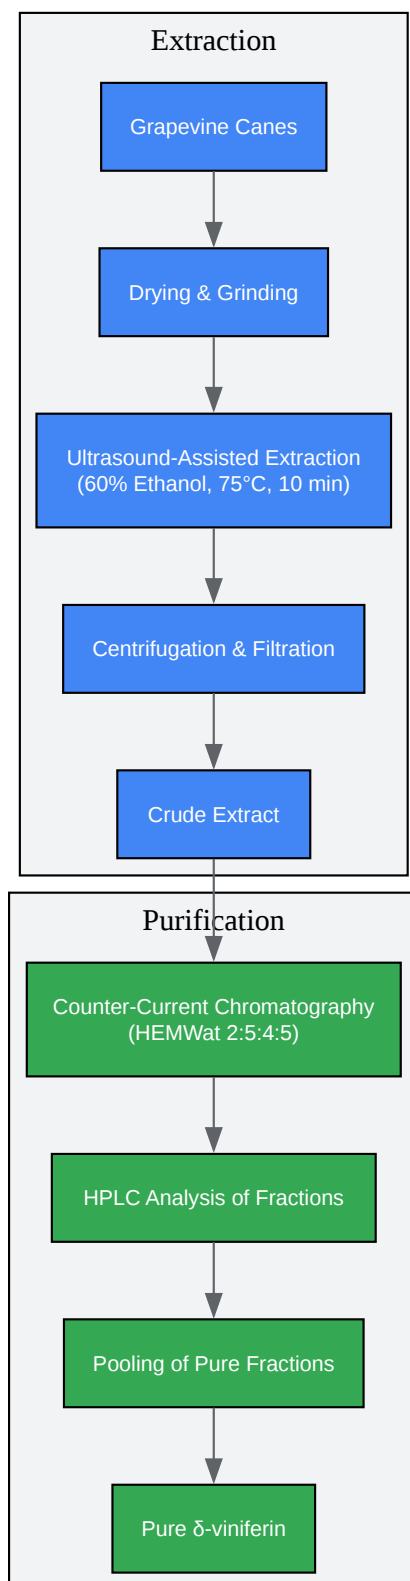 Extraction
Grapevine Canes
Drying & Grinding
Ultrasound-Assisted Extraction
(60% Ethanol, 75°C, 10 min)
Centrifugation & Filtration
Crude Extract
Purification
Counter-Current Chromatography
(HEMWat 2:5:4:5)
HPLC Analysis of Fractions
Pooling of Pure Fractions
Pure δ-viniferin